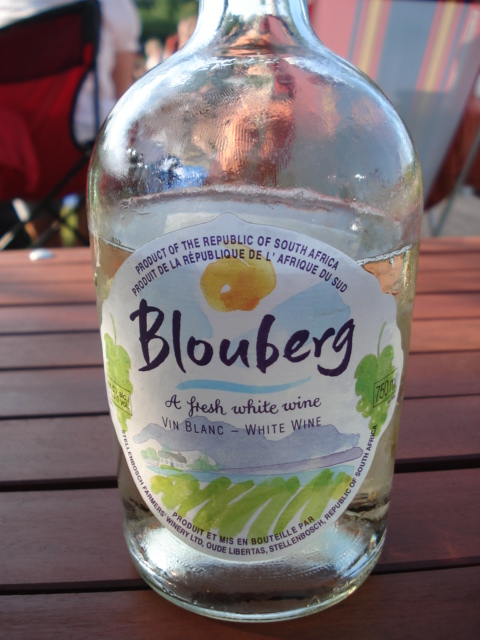 PRODUCT OF THE REPUBLIC OF SOUTH AFRICA
PRODUIT DE LA RÉPUBLIQUE DE L' AFRIQUE DU SUD
Blouberg
A fresh white wine
VIN BLANC – WHITE WINE
750
PRODUIT ET MIS EN BOUTEILLE PAR
STELLENBOSCH FARMERS' WINERY LTD, OUDE LIBERTAS, STELLENBOSCH, REPUBLIC OF SOUTH AFRICA